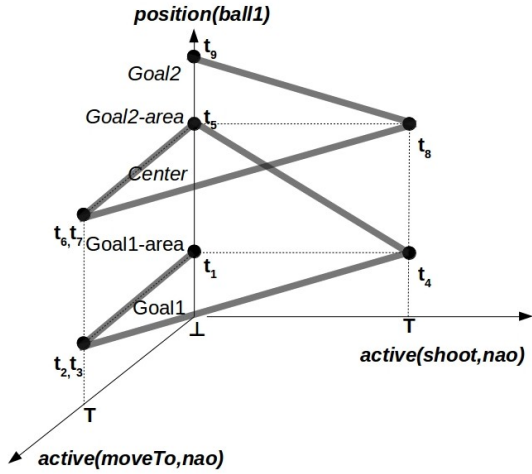 position(ball1)
t9
Goal2
Goal2-area
t5
t8
Center
t6,t7
Goal1-area
t1
t4
Goal1
t2,t3
⊥
T
active(shoot,nao)
T
active(moveTo,nao)